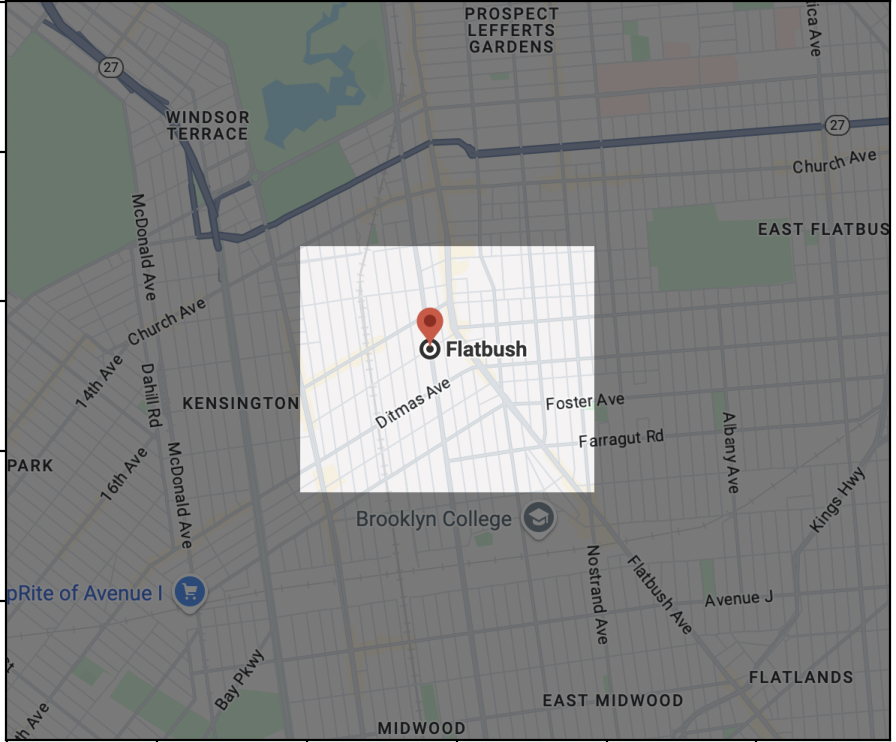 PROSPECT
LEFFERTS
GARDENS
27
WINDSOR
TERRACE
27
Church Ave
McDonald Ave
EAST FLATBUS
Church Ave
Flatbush
14th Ave
Dahill Rd
Ditmas Ave
KENSINGTON
Foster Ave
Farragut Rd
Albany Ave
PARK
16th Ave
McDonald Ave
Kings Hwy
Brooklyn College
Nostrand Ave
Flatbush Ave
pRite of Avenue I
Avenue J
Bay Pkwy
FLATLANDS
EAST MIDWOOD
MIDWOOD
Ave